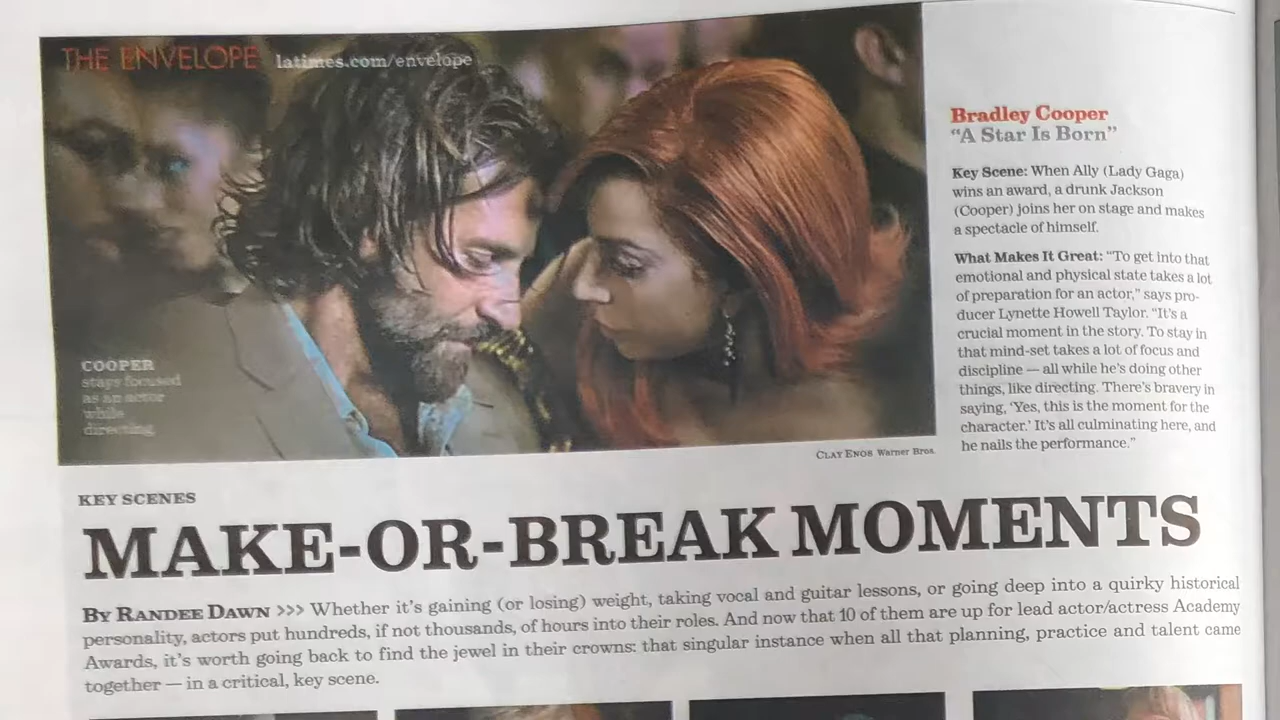 THE ENVELOPE latimes.com/envelope
COOPER
stays focused
as an actor
while
directing.
CLAY ENOS Warner Bros.
Bradley Cooper
“A Star Is Born”
Key Scene: When Ally (Lady Gaga)
wins an award, a drunk Jackson
(Cooper) joins her on stage and makes
a spectacle of himself.
What Makes It Great: “To get into that
emotional and physical state takes a lot
of preparation for an actor,” says pro-
ducer Lynette Howell Taylor. “It’s a
crucial moment in the story. To stay in
that mind-set takes a lot of focus and
discipline — all while he’s doing other
things, like directing. There’s bravery in
saying, ‘Yes, this is the moment for the
character.’ It’s all culminating here, and
he nails the performance.”
KEY SCENES
MAKE-OR-BREAK MOMENTS
BY RANDEE DAWN >>> Whether it’s gaining (or losing) weight, taking vocal and guitar lessons, or going deep into a quirky historical
personality, actors put hundreds, if not thousands, of hours into their roles. And now that 10 of them are up for lead actor/actress Academy
Awards, it’s worth going back to find the jewel in their crowns: that singular instance when all that planning, practice and talent came
together — in a critical, key scene.